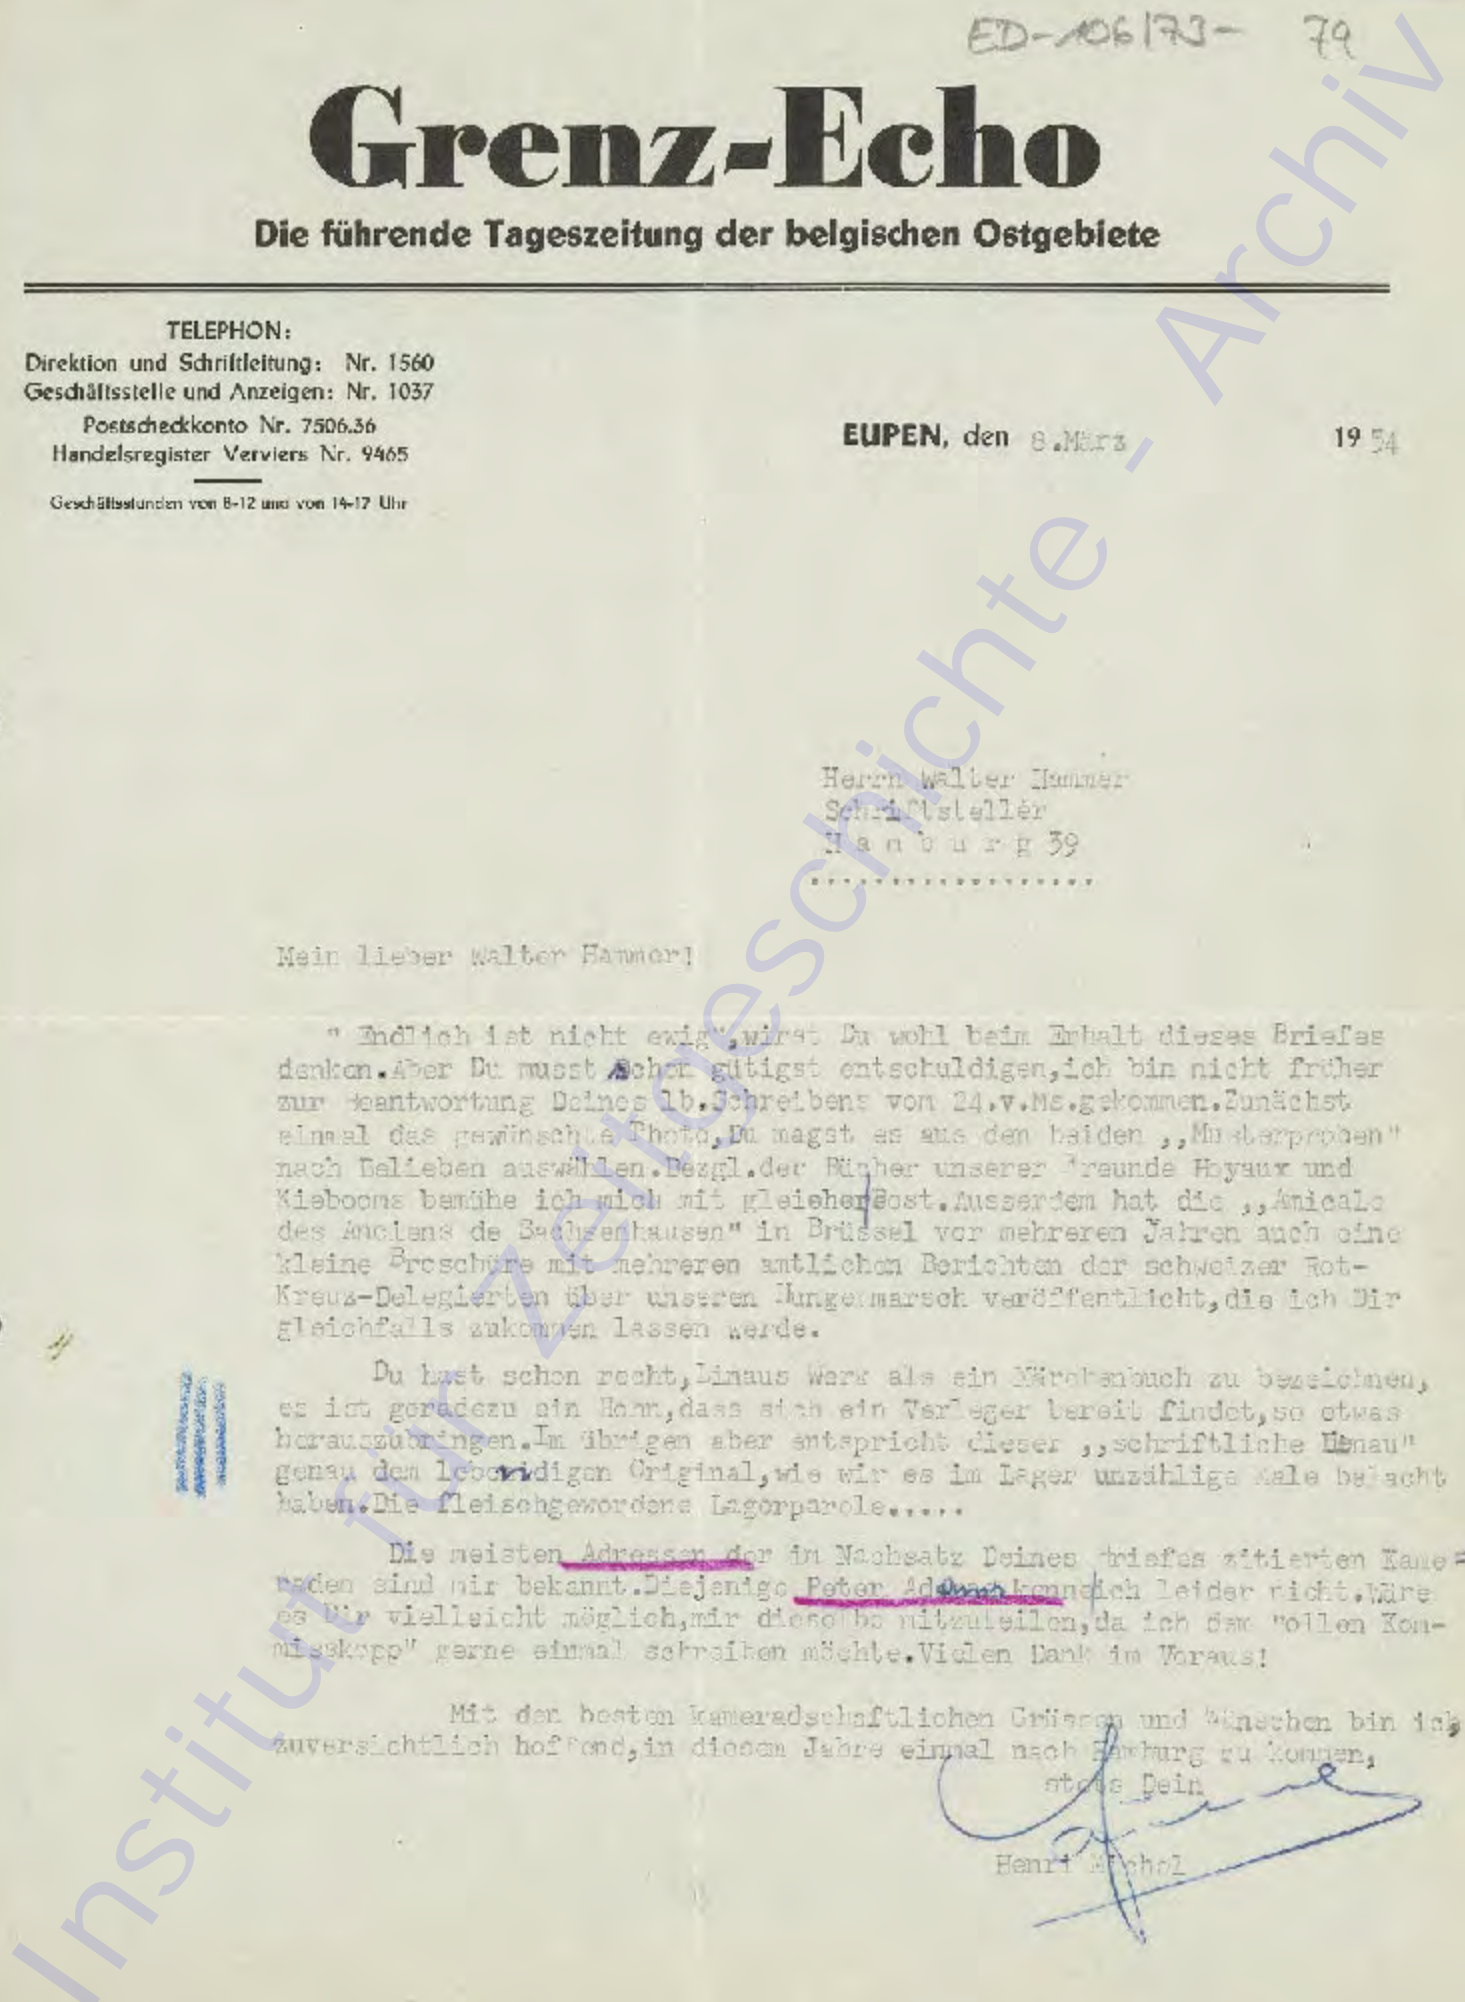 ED-106/73- 79
Grenz-Echo
Die führende Tageszeitung der belgischen Ostgebiete
TELEPHON:
Direktion und Schriftleitung: Nr. 1560
Geschäftsstelle und Anzeigen: Nr. 1037
Postscheckkonto Nr. 7506.36
Handelsregister Verviers Nr. 9465
Geschäftsstunden von 8-12 und von 14-17 Uhr
EUPEN, den 8.März 1954
Herrn Walter Hammer
Schriftsteller
H a m b u r g 39
..................
Mein lieber Walter Hammer!
" Endlich ist nicht ewig",wirst Du wohl beim Erhalt dieses Briefes
denken.Aber Du musst schon gütigst entschuldigen,ich bin nicht früher
zur Beantwortung Deines lb.Schreibens von 24.v.Ms.gekommen.Zunächst
einmal das gewünschte Photo,Du magst es aus den beiden ,,Musterproben"
nach Belieben auswählen.Bezgl.der Bücher unserer Freunde Hoyaux und
Kiebooms bemühe ich mich mit gleicher Post.Ausserdem hat die ,,Amicale
des Anciens de Sachsenhausen" in Brüssel vor mehreren Jahren auch eine
kleine Broschüre mit mehreren amtlichen Berichten der schweizer Rot-
Kreuz-Delegierten über unseren Hungermarsch veröffentlicht,die ich Dir
gleichfalls zukommen lassen werde.
Du hast schon recht,Linaus Werk als ein Märchenbuch zu bezeichnen,
es ist geradezu ein Hohn,dass sich ein Verleger bereit findet,so etwas
herauszubringen.Im übrigen aber entspricht dieser ,,schriftliche Linau"
genau dem lebendigen Original,wie wir es im Lager unzählige Male belacht
haben.Die fleischgewordene Lagerparole.....
Die meisten Adressen der im Nachsatz Deines Briefes zitierten Kame=
raden sind mir bekannt.Diejenige Peter Adams kenne ich leider nicht.Wäre
es Dir vielleicht möglich,mir dieselbe mitzuteilen,da ich dem "ollen Kom-
misskopp" gerne einmal schreiben möchte.Vielen Dank im Voraus!
Mit den besten kameradschaftlichen Grüssen und Wünschen bin ich,
zuversichtlich hoffend,in diesem Jahre einmal nach Hamburg zu kommen,
stets Dein
Henri Michel
Institut für Zeitgeschichte - Archiv